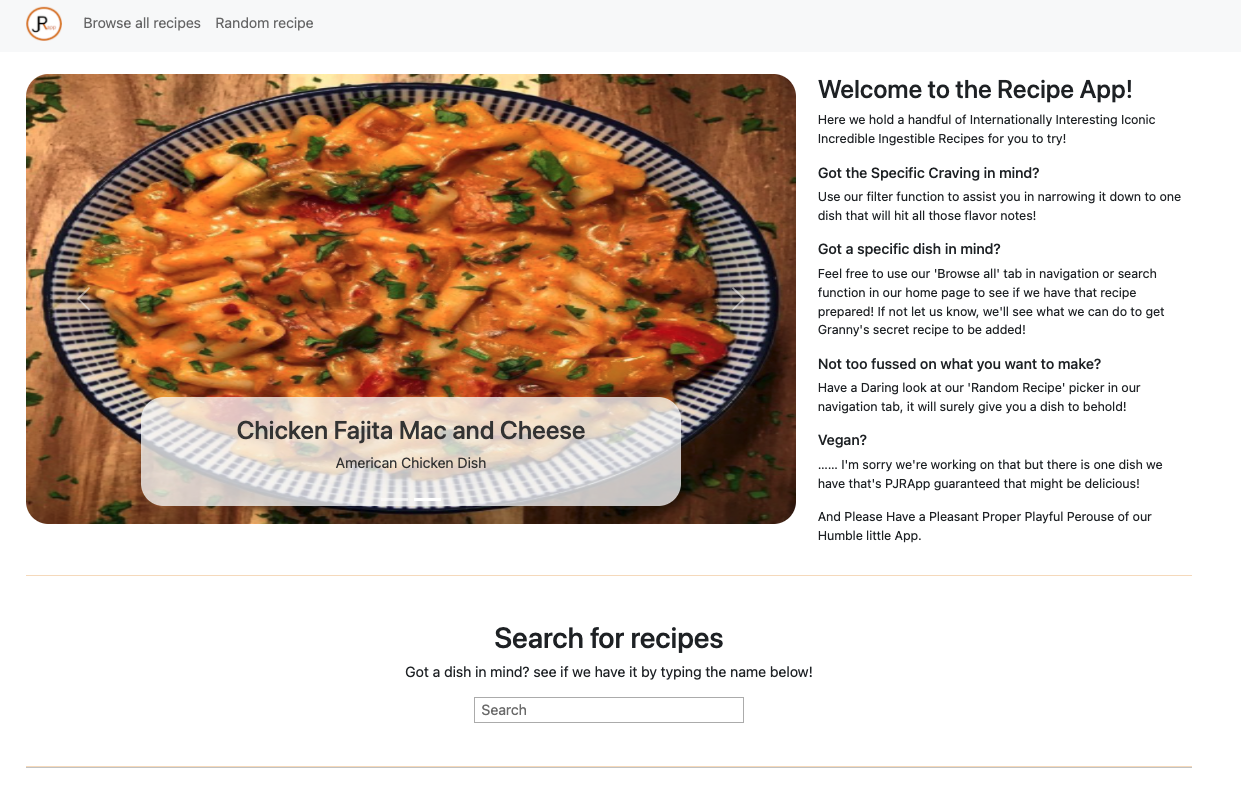 JR
Browse all recipes Random recipe
Chicken Fajita Mac and Cheese
American Chicken Dish
Welcome to the Recipe App!
Here we hold a handful of Internationally Interesting Iconic
Incredible Ingestible Recipes for you to try!
Got the Specific Craving in mind?
Use our filter function to assist you in narrowing it down to one
dish that will hit all those flavor notes!
Got a specific dish in mind?
Feel free to use our 'Browse all' tab in navigation or search
function in our home page to see if we have that recipe
prepared! If not let us know, we'll see what we can do to get
Granny's secret recipe to be added!
Not too fussed on what you want to make?
Have a Daring look at our 'Random Recipe' picker in our
navigation tab, it will surely give you a dish to behold!
Vegan?
...... I'm sorry we're working on that but there is one dish we
have that's PJRApp guaranteed that might be delicious!
And Please Have a Pleasant Proper Playful Perouse of our
Humble little App.
Search for recipes
Got a dish in mind? see if we have it by typing the name below!
Search